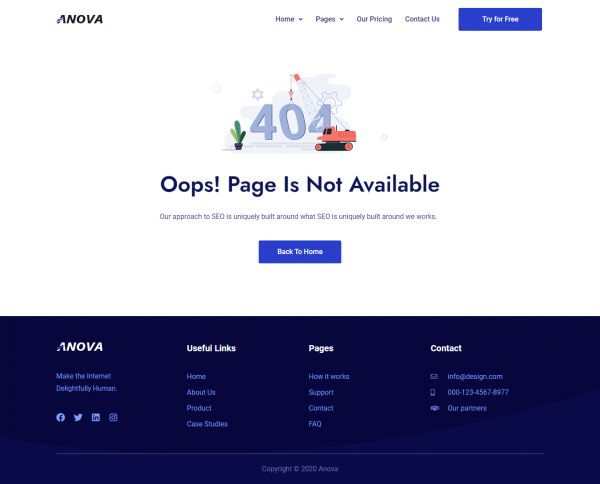 ANOVA
Home Pages Our Pricing Contact Us Try for Free
404
Oops! Page Is Not Available
Our approach to SEO is uniquely built around what SEO is uniquely built around we works.
Back To Home
ANOVA
Make the Internet
Delightfully Human.
Useful Links
Home
About Us
Product
Case Studies
Pages
How it works
Support
Contact
FAQ
Contact
info@design.com
000-123-4567-8977
Our partners
Copyright © 2020 Anova